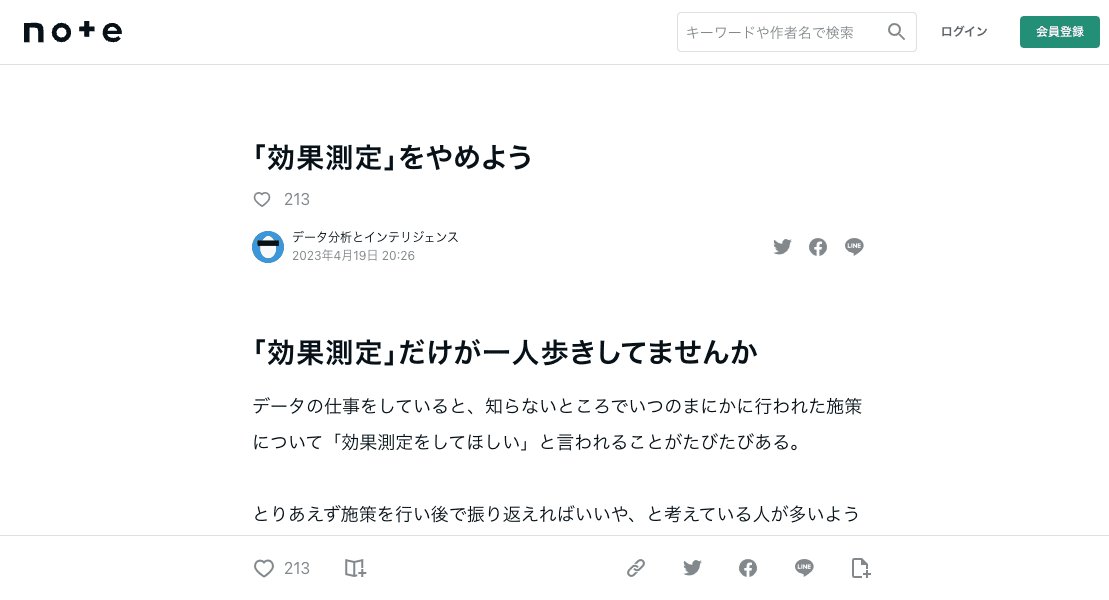 note
キーワードや作者名で検索
ログイン
会員登録
「効果測定」をやめよう
213
データ分析とインテリジェンス
2023年4月19日 20:26
LINE
「効果測定」だけが一人歩きしてませんか
データの仕事をしていると、知らないところでいつのまにかに行われた施策
について「効果測定をしてほしい」と言われることがたびたびある。
とりあえず施策を行い後で振り返えればいいや、と考えている人が多いよう
213
LINE